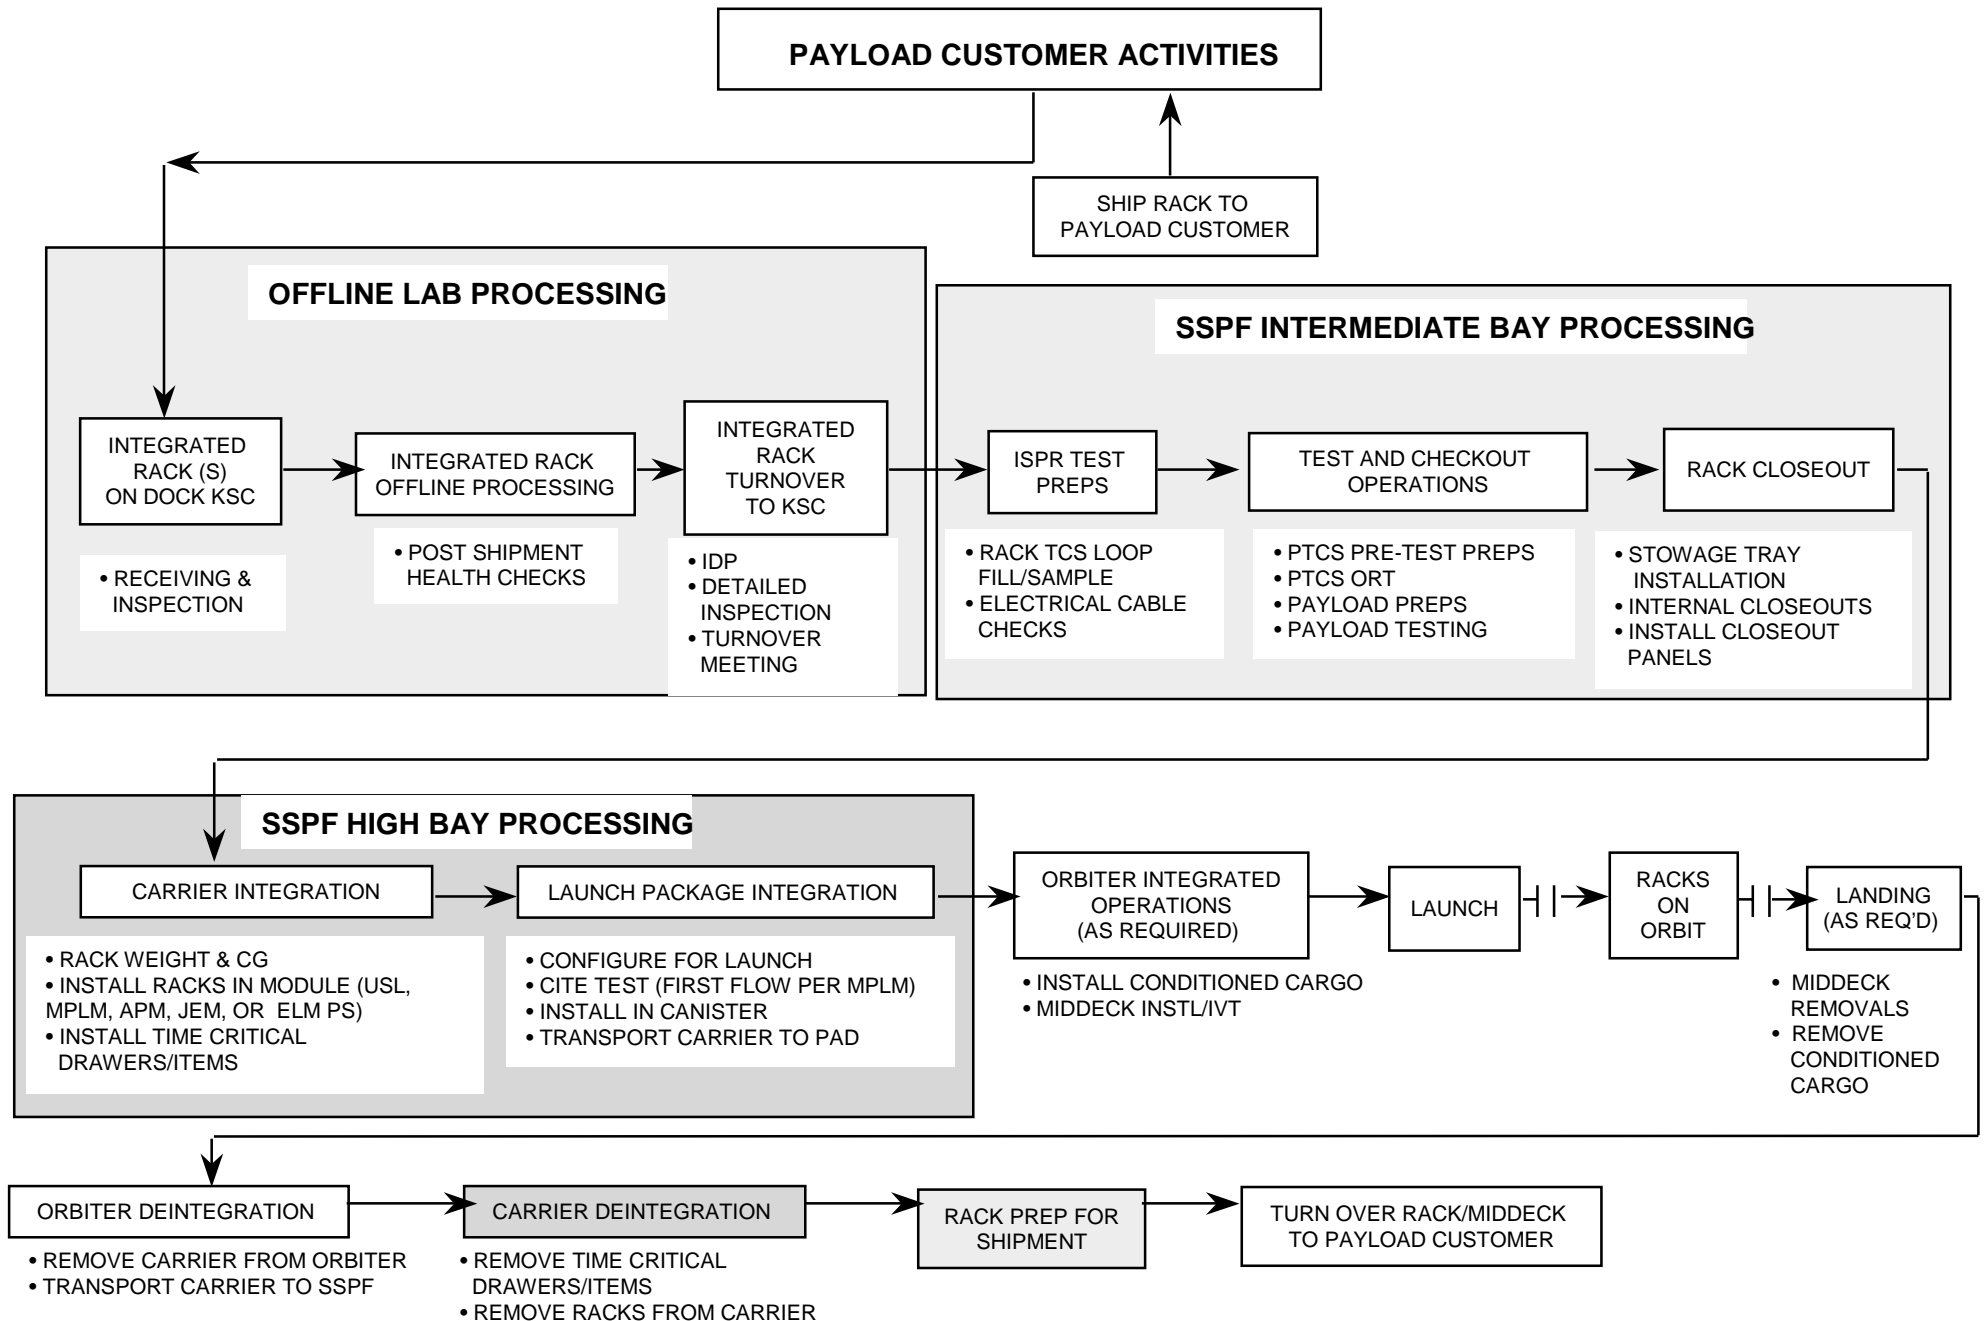 PAYLOAD CUSTOMER ACTIVITIES
SHIP RACK TO
PAYLOAD CUSTOMER
OFFLINE LAB PROCESSING
INTEGRATED
RACK (S)
ON DOCK KSC
• RECEIVING &
INSPECTION
INTEGRATED RACK
OFFLINE PROCESSING
• POST SHIPMENT
HEALTH CHECKS
INTEGRATED
RACK
TURNOVER
TO KSC
• IDP
• DETAILED
INSPECTION
• TURNOVER
MEETING
SSPF INTERMEDIATE BAY PROCESSING
ISPR TEST
PREPS
• RACK TCS LOOP
FILL/SAMPLE
• ELECTRICAL CABLE
CHECKS
TEST AND CHECKOUT
OPERATIONS
• PTCS PRE-TEST PREPS
• PTCS ORT
• PAYLOAD PREPS
• PAYLOAD TESTING
RACK CLOSEOUT
• STOWAGE TRAY
INSTALLATION
• INTERNAL CLOSEOUTS
• INSTALL CLOSEOUT
PANELS
SSPF HIGH BAY PROCESSING
CARRIER INTEGRATION
• RACK WEIGHT & CG
• INSTALL RACKS IN MODULE (USL,
MPLM, APM, JEM, OR ELM PS)
• INSTALL TIME CRITICAL
DRAWERS/ITEMS
LAUNCH PACKAGE INTEGRATION
• CONFIGURE FOR LAUNCH
• CITE TEST (FIRST FLOW PER MPLM)
• INSTALL IN CANISTER
• TRANSPORT CARRIER TO PAD
ORBITER INTEGRATED
OPERATIONS
(AS REQUIRED)
• INSTALL CONDITIONED CARGO
• MIDDECK INSTL/IVT
LAUNCH
RACKS
ON
ORBIT
LANDING
(AS REQ'D)
• MIDDECK
REMOVALS
• REMOVE
CONDITIONED
CARGO
ORBITER DEINTEGRATION
• REMOVE CARRIER FROM ORBITER
• TRANSPORT CARRIER TO SSPF
CARRIER DEINTEGRATION
• REMOVE TIME CRITICAL
DRAWERS/ITEMS
• REMOVE RACKS FROM CARRIER
RACK PREP FOR
SHIPMENT
TURN OVER RACK/MIDDECK
TO PAYLOAD CUSTOMER